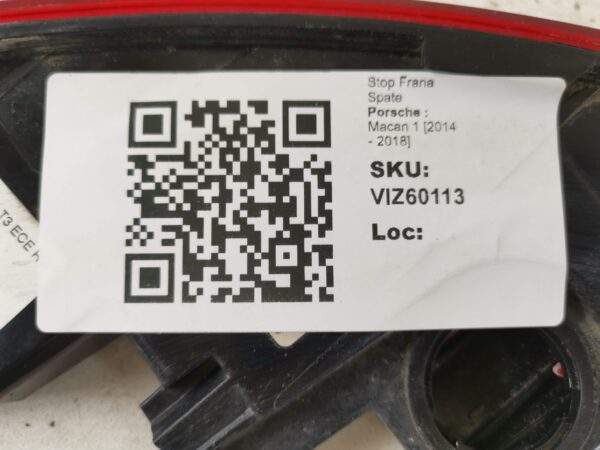 Stop Frana
Spate
Porsche :
Macan 1 [2014
- 2018]
SKU:
VIZ60113
Loc:
T3 ECE